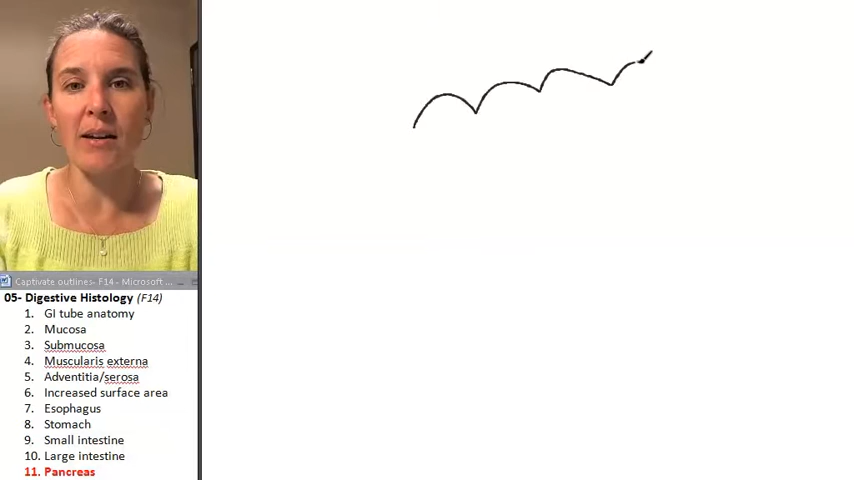 Captivate outlines- F14 - Microsoft ...
05- Digestive Histology (F14)
1. GI tube anatomy
2. Mucosa
3. Submucosa
4. Muscularis externa
5. Adventitia/serosa
6. Increased surface area
7. Esophagus
8. Stomach
9. Small intestine
10. Large intestine
11. Pancreas